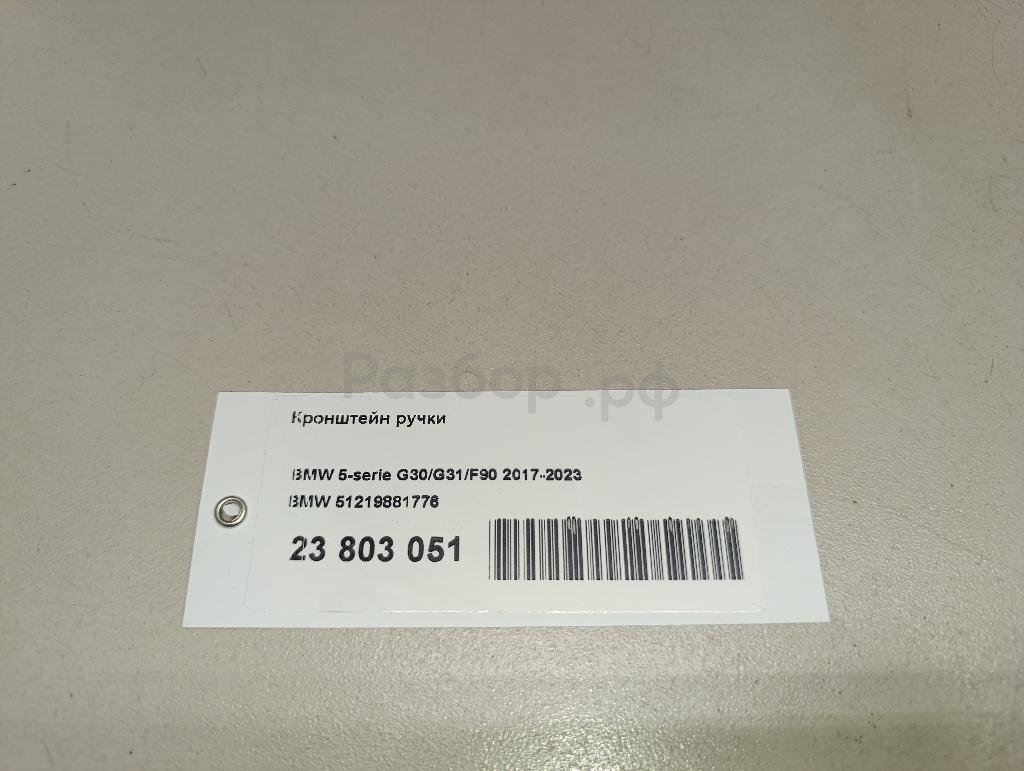 Разбор.рф
Кронштейн ручки
BMW 5-serie G30/G31/F90 2017-2023
BMW 51219881776
23 803 051